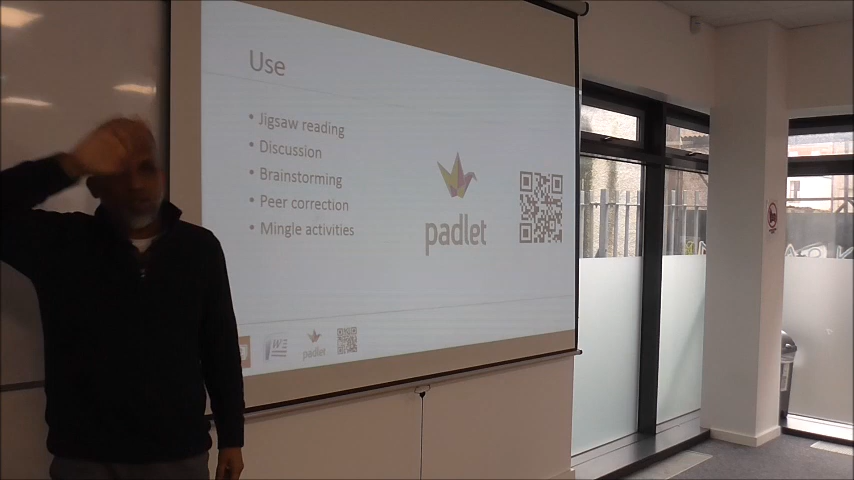 Use
• Jigsaw reading
• Discussion
• Brainstorming
• Peer correction
• Mingle activities
padlet
W
padlet